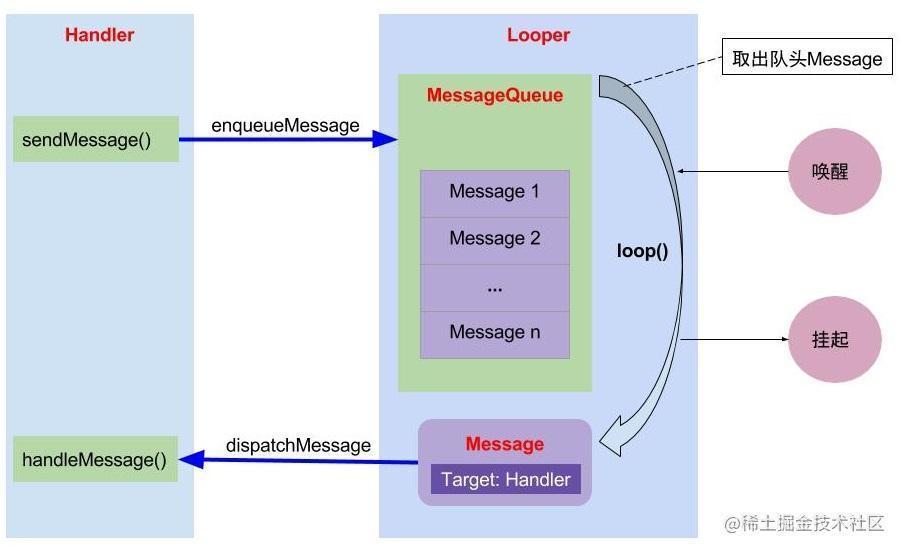 Handler
Looper
取出队头Message
MessageQueue
sendMessage()
enqueueMessage
唤醒
Message 1
Message 2
...
Message n
loop()
挂起
handleMessage()
dispatchMessage
Message
Target: Handler
@稀土掘金技术社区